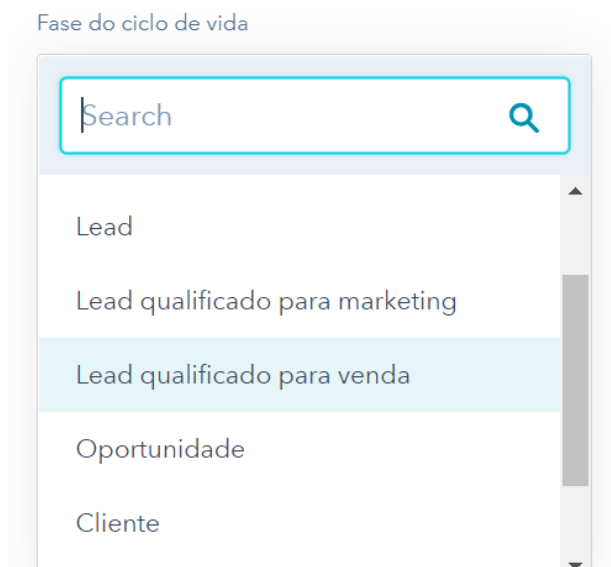 Fase do ciclo de vida
Search
Lead
Lead qualificado para marketing
Lead qualificado para venda
Oportunidade
Cliente